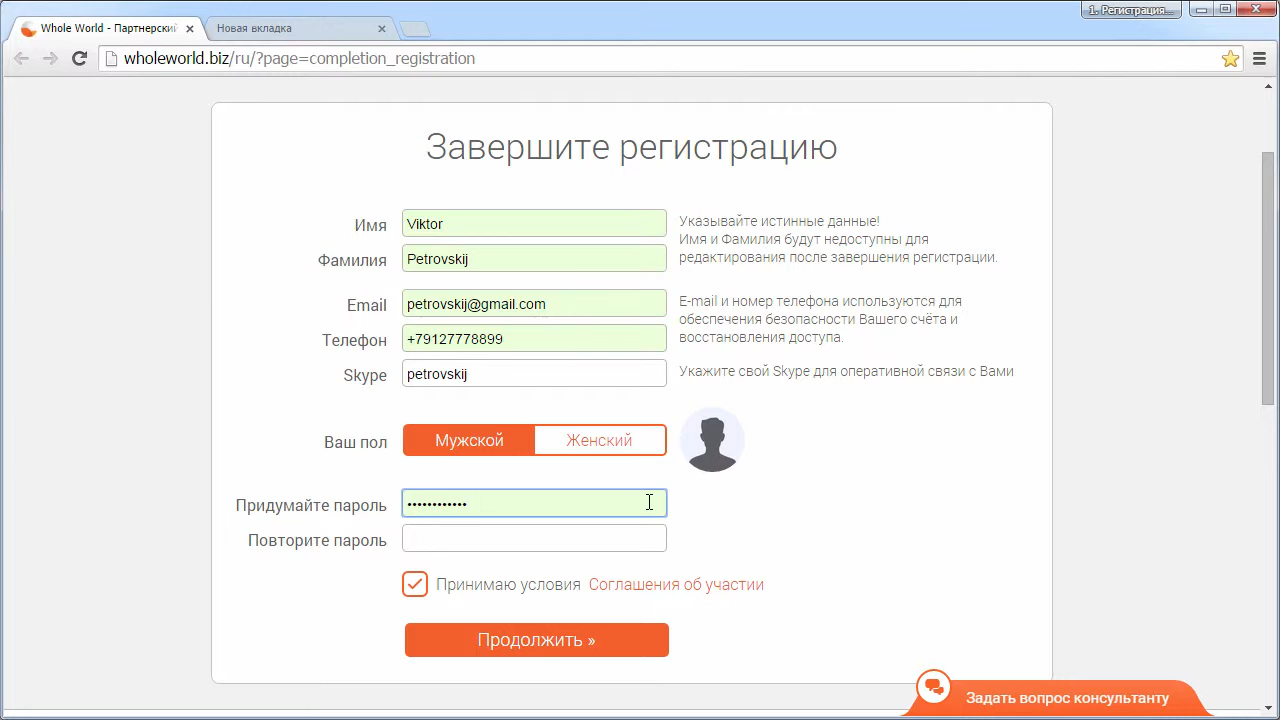 1. Регистрация...
Whole World - Партнерский
Новая вкладка
wholeworld.biz/ru/?page=completion_registration
Завершите регистрацию
Имя
Viktor
Указывайте истинные данные!
Имя и Фамилия будут недоступны для
редактирования после завершения регистрации.
Фамилия
Petrovskij
Email
petrovskij@gmail.com
E-mail и номер телефона используются для
обеспечения безопасности Вашего счёта и
восстановления доступа.
Телефон
+79127778899
Skype
petrovskij
Укажите свой Skype для оперативной связи с Вами
Ваш пол
Мужской
Женский
Придумайте пароль
••••••••••••
Повторите пароль
Принимаю условия Соглашения об участии
Продолжить »
Задать вопрос консультанту